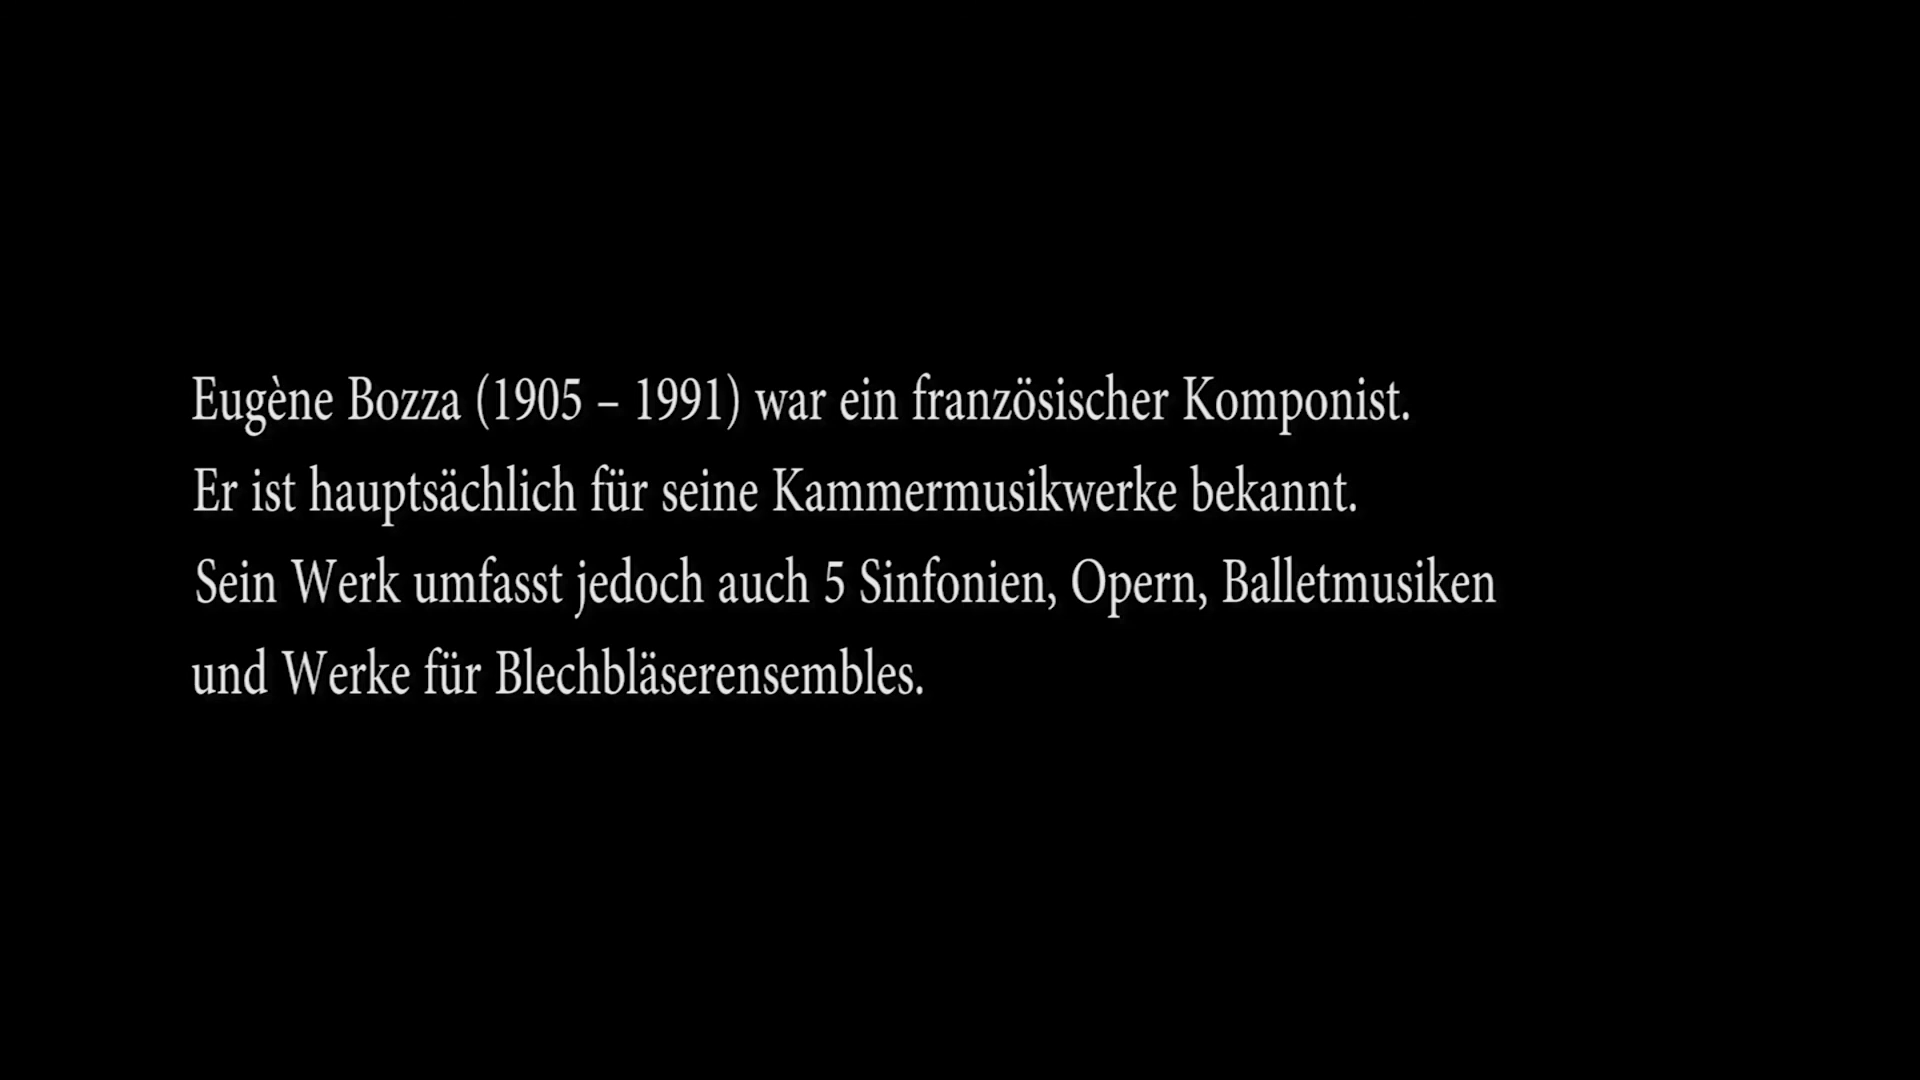 Eugène Bozza (1905 – 1991) war ein französischer Komponist.
Er ist hauptsächlich für seine Kammermusikwerke bekannt.
Sein Werk umfasst jedoch auch 5 Sinfonien, Opern, Balletmusiken
und Werke für Blechbläserensembles.